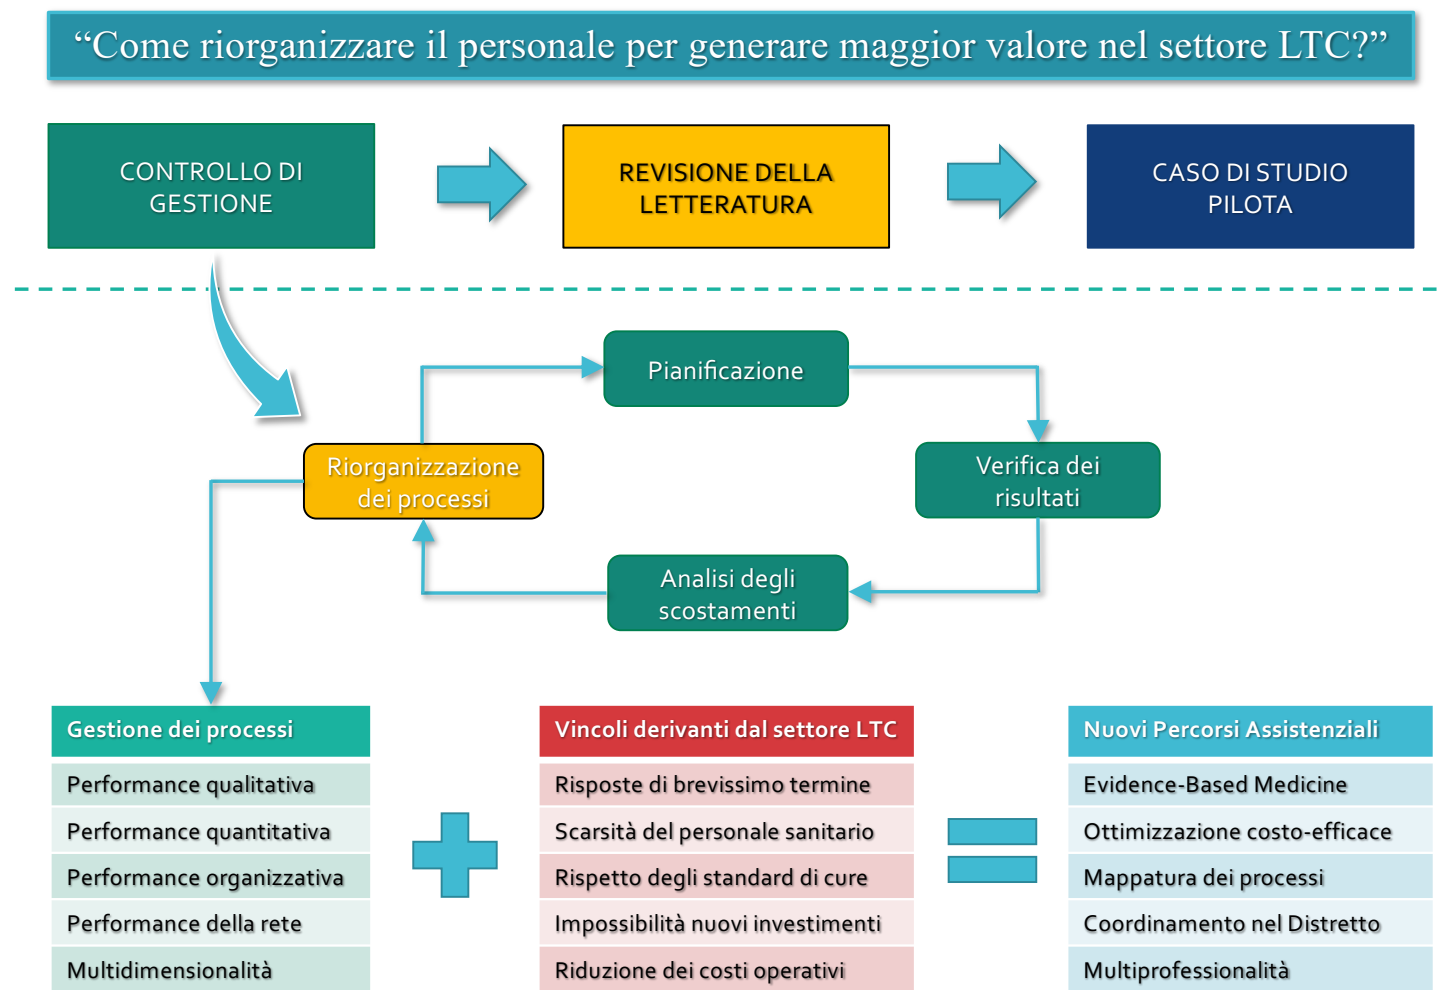 “Come riorganizzare il personale per generare maggior valore nel settore LTC?”
CONTROLLO DI
GESTIONE
REVISIONE DELLA
LETTERATURA
CASO DI STUDIO
PILOTA
Pianificazione
Riorganizzazione
dei processi
Verifica dei
risultati
Analisi degli
scostamenti
Gestione dei processi
Performance qualitativa
Performance quantitativa
Performance organizzativa
Performance della rete
Multidimensionalità
Vincoli derivanti dal settore LTC
Risposte di brevissimo termine
Scarsità del personale sanitario
Rispetto degli standard di cure
Impossibilità nuovi investimenti
Riduzione dei costi operativi
Nuovi Percorsi Assistenziali
Evidence-Based Medicine
Ottimizzazione costo-efficace
Mappatura dei processi
Coordinamento nel Distretto
Multiprofessionalità